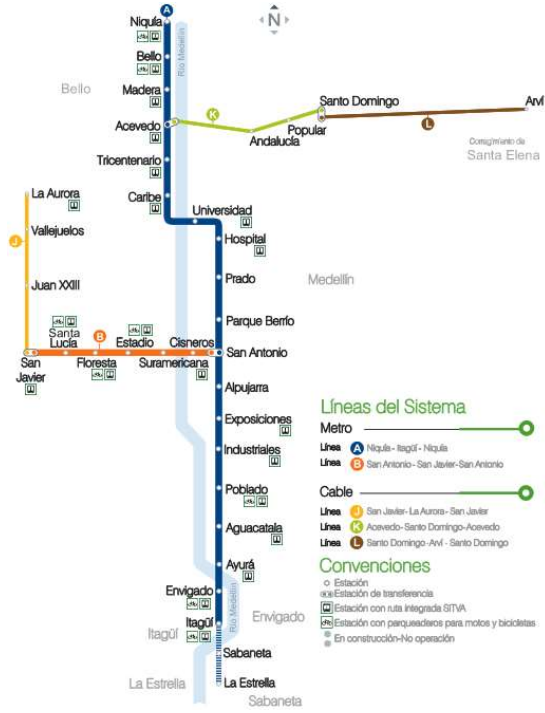 A
N
Niquía
Río Medellín
Bello
Bello
Madera
Santo Domingo
Arví
K
Acevedo
Popular
L
Andalucía
Corregimiento de
Santa Elena
Tricentenario
La Aurora
Caribe
Universidad
Vallejuelos
Hospital
J
Prado
Medellín
Juan XXIII
Parque Berrío
Santa
Lucía
B
Estadio
Cisneros
San Antonio
San
Javier
Floresta
Suramericana
Alpujarra
Exposiciones
Industriales
Poblado
Aguacatala
Ayurá
Envigado
Río Medellín
Envigado
Itagüí
Itagüí
Sabaneta
La Estrella
La Estrella
Sabaneta
Líneas del Sistema
Metro
Línea A Niquía - Itagüí - Niquía
Línea B San Antonio - San Javier - San Antonio
Cable
Línea J San Javier - La Aurora - San Javier
Línea K Acevedo - Santo Domingo - Acevedo
Línea L Santo Domingo - Arví - Santo Domingo
Convenciones
Estación
Estación de transferencia
Estación con ruta integrada SITVA
Estación con parqueaderos para motos y bicicletas
En construcción-No operación